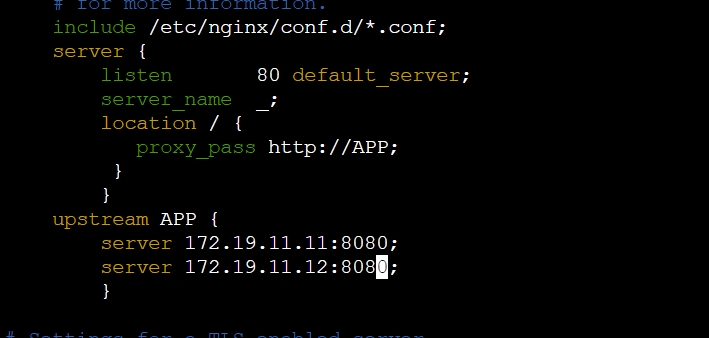 # for more information.
include /etc/nginx/conf.d/*.conf;
server {
listen 80 default_server;
server_name _;
location / {
proxy_pass http://APP;
}
}
upstream APP {
server 172.19.11.11:8080;
server 172.19.11.12:8080;
}
# Settings for a TLS enabled server